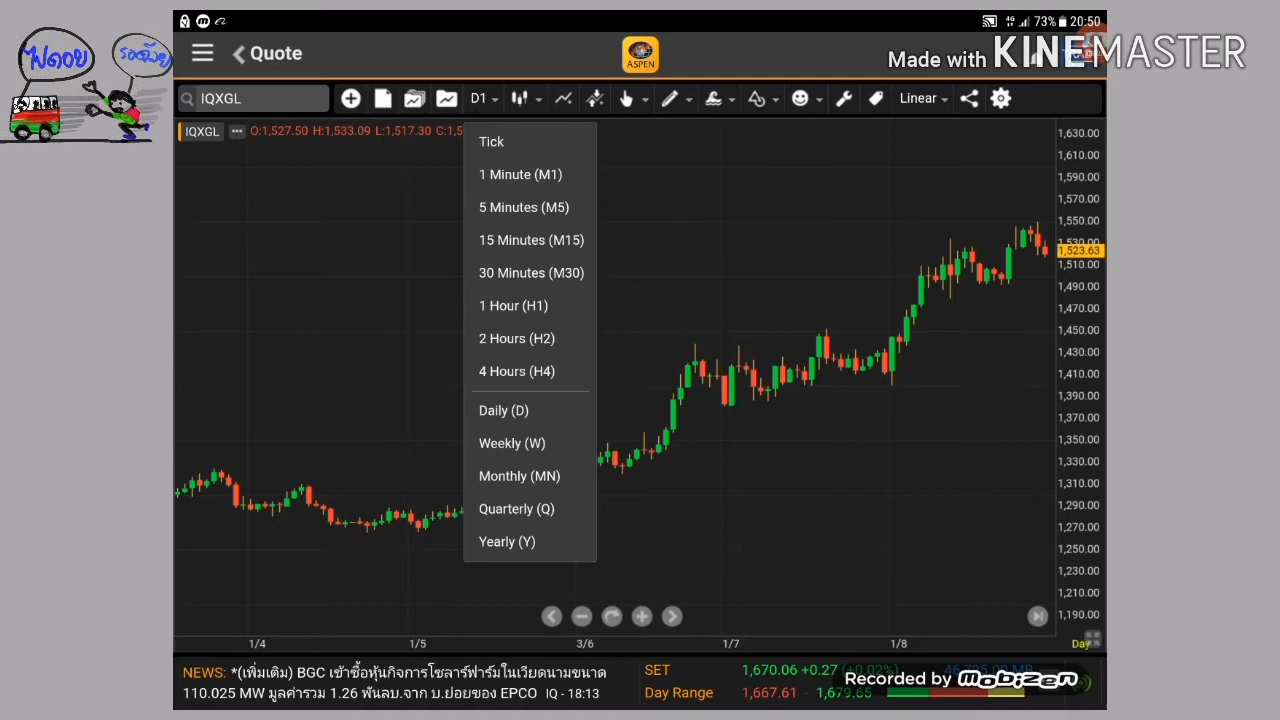 73% 20:50
Quote
ASPEN
Made with KINEMASTER
IQXGL
D1
Linear
IQXGL
O:1,527.50 H:1,533.09 L:1,517.30 C:1,5
Tick
1 Minute (M1)
5 Minutes (M5)
15 Minutes (M15)
30 Minutes (M30)
1 Hour (H1)
2 Hours (H2)
4 Hours (H4)
Daily (D)
Weekly (W)
Monthly (MN)
Quarterly (Q)
Yearly (Y)
1,630.00
1,610.00
1,590.00
1,570.00
1,550.00
1,530.00
1,523.63
1,510.00
1,490.00
1,470.00
1,450.00
1,430.00
1,410.00
1,390.00
1,370.00
1,350.00
1,330.00
1,310.00
1,290.00
1,270.00
1,250.00
1,230.00
1,210.00
1,190.00
1/4 1/5 3/6 1/7 1/8 Day
NEWS: *(เพิ่มเติม) BGC เข้าซื้อหุ้นกิจการโซลาร์ฟาร์มในเวียดนามขนาด
110.025 MW มูลค่ารวม 1.26 พันลบ.จาก บ.ย่อยของ EPCO IQ - 18:13
SET 1,670.06 +0.27 (+0.02%)
Day Range 1,667.61 - 1,679.65
Recorded by Mobizen